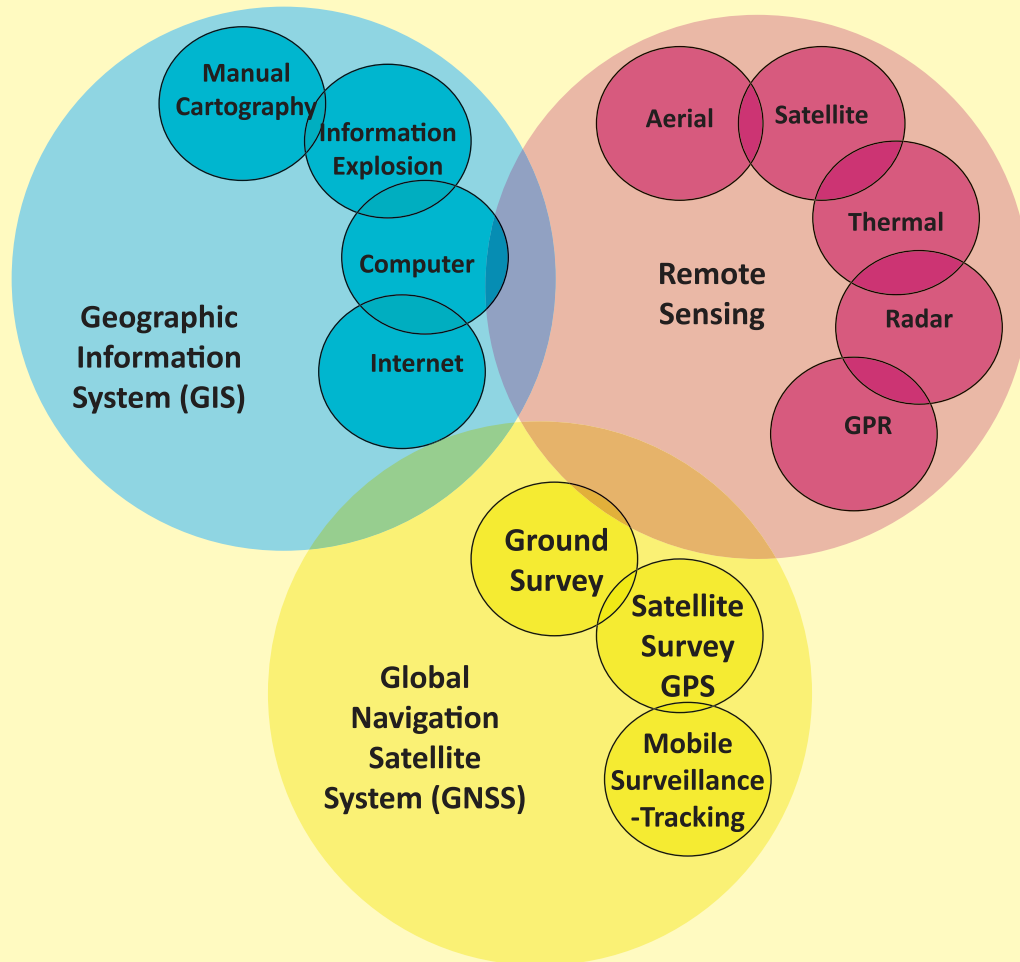 Manual
Cartography
Information
Explosion
Computer
Internet
Geographic
Information
System (GIS)
Aerial
Satellite
Thermal
Radar
GPR
Remote
Sensing
Ground
Survey
Satellite
Survey
GPS
Mobile
Surveillance
-Tracking
Global
Navigation
Satellite
System (GNSS)